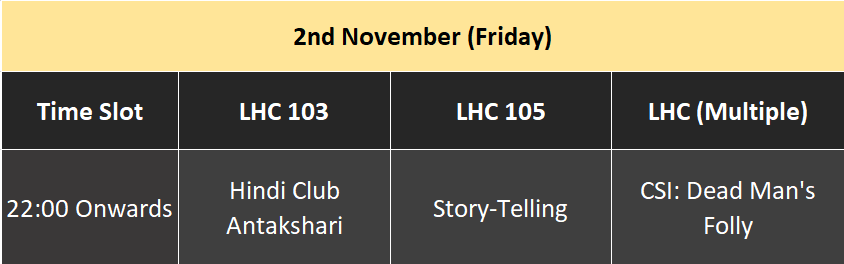 2nd November (Friday)
Time Slot
LHC 103
LHC 105
LHC (Multiple)
22:00 Onwards
Hindi Club
Antakshari
Story-Telling
CSI: Dead Man's
Folly